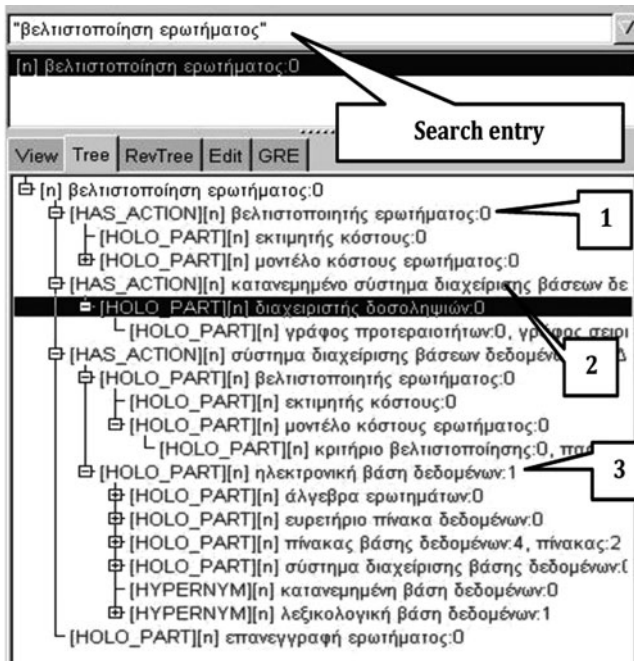 "βελτιστοποίηση ερωτήματος"
[n] βελτιστοποίηση ερωτήματος:0
Search entry
View Tree RevTree Edit GRE
[n] βελτιστοποίηση ερωτήματος:0
[HAS_ACTION][n] βελτιστοποιητής ερωτήματος:0
1
[HOLO_PART][n] εκτιμητής κόστους:0
[HOLO_PART][n] μοντέλο κόστους ερωτήματος:0
[HAS_ACTION][n] κατανεμημένο σύστημα διαχείρισης βάσεων δε
[HOLO_PART][n] διαχειριστής δοσοληψιών:0
[HOLO_PART][n] γράφος προτεραιοτήτων:0, γράφος σειρι
2
[HAS_ACTION][n] σύστημα διαχείρισης βάσεων δεδομέν
[HOLO_PART][n] βελτιστοποιητής ερωτήματος:0
[HOLO_PART][n] εκτιμητής κόστους:0
[HOLO_PART][n] μοντέλο κόστους ερωτήματος:0
[HOLO_PART][n] κριτήριο βελτιστοποίησης:0,
[HOLO_PART][n] ηλεκτρονική βάση δεδομένων:1
3
[HOLO_PART][n] άλγεβρα ερωτημάτων:0
[HOLO_PART][n] ευρετήριο πίνακα δεδομένων:0
[HOLO_PART][n] πίνακας βάσης δεδομένων:4, πίνακας:2
[HOLO_PART][n] σύστημα διαχείρισης βάσης δεδομένων:
[HYPERNYM][n] κατανεμημένη βάση δεδομένων:0
[HYPERNYM][n] λεξικολογική βάση δεδομένων:1
[HOLO_PART][n] επανεγγραφή ερωτήματος:0